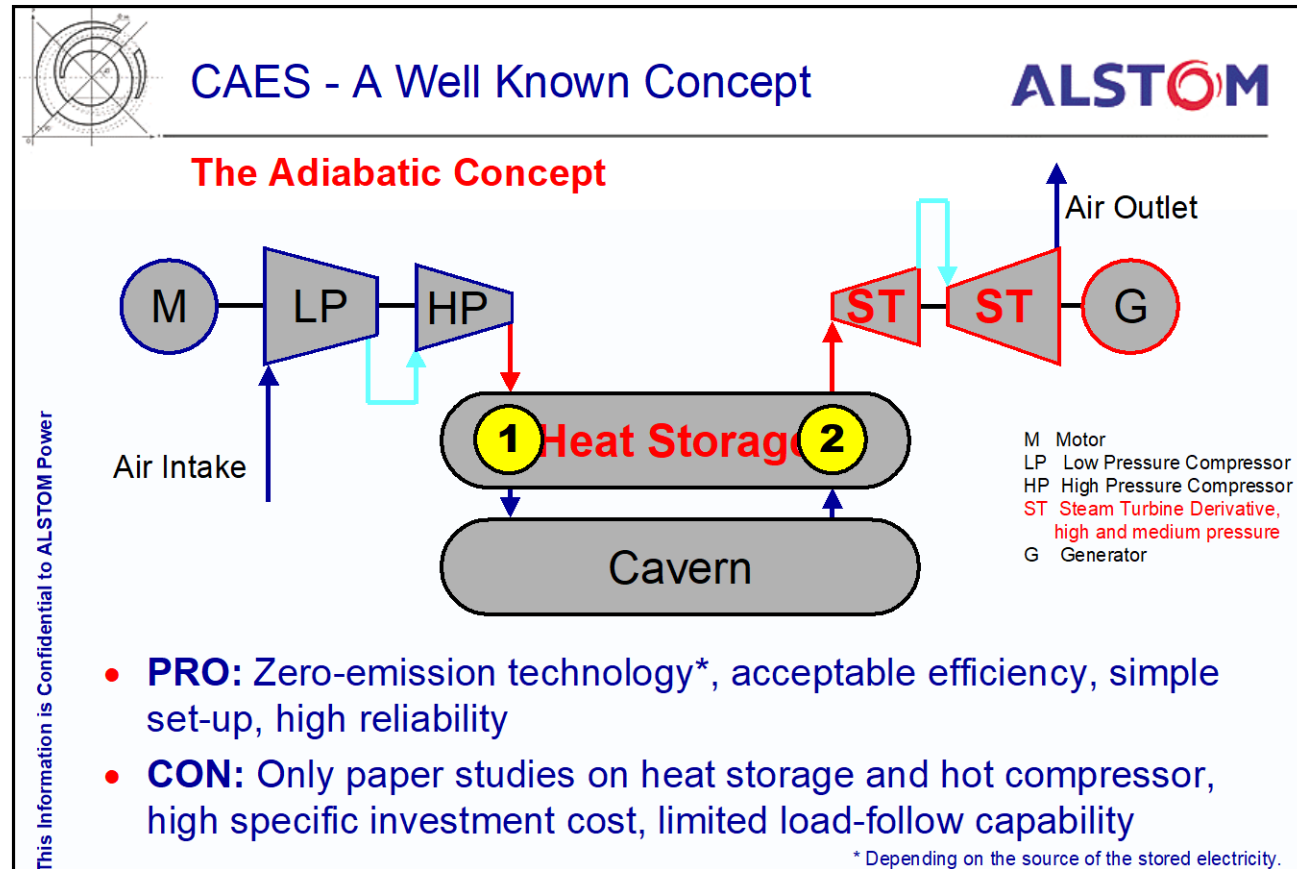 CAES - A Well Known Concept
ALSTOM
The Adiabatic Concept
Air Outlet
M
LP
HP
ST
ST
G
1
Heat Storage
2
Air Intake
Cavern
M Motor
LP Low Pressure Compressor
HP High Pressure Compressor
ST Steam Turbine Derivative,
high and medium pressure
G Generator
This Information is Confidential to ALSTOM Power
• PRO: Zero-emission technology*, acceptable efficiency, simple
set-up, high reliability
• CON: Only paper studies on heat storage and hot compressor,
high specific investment cost, limited load-follow capability
* Depending on the source of the stored electricity.